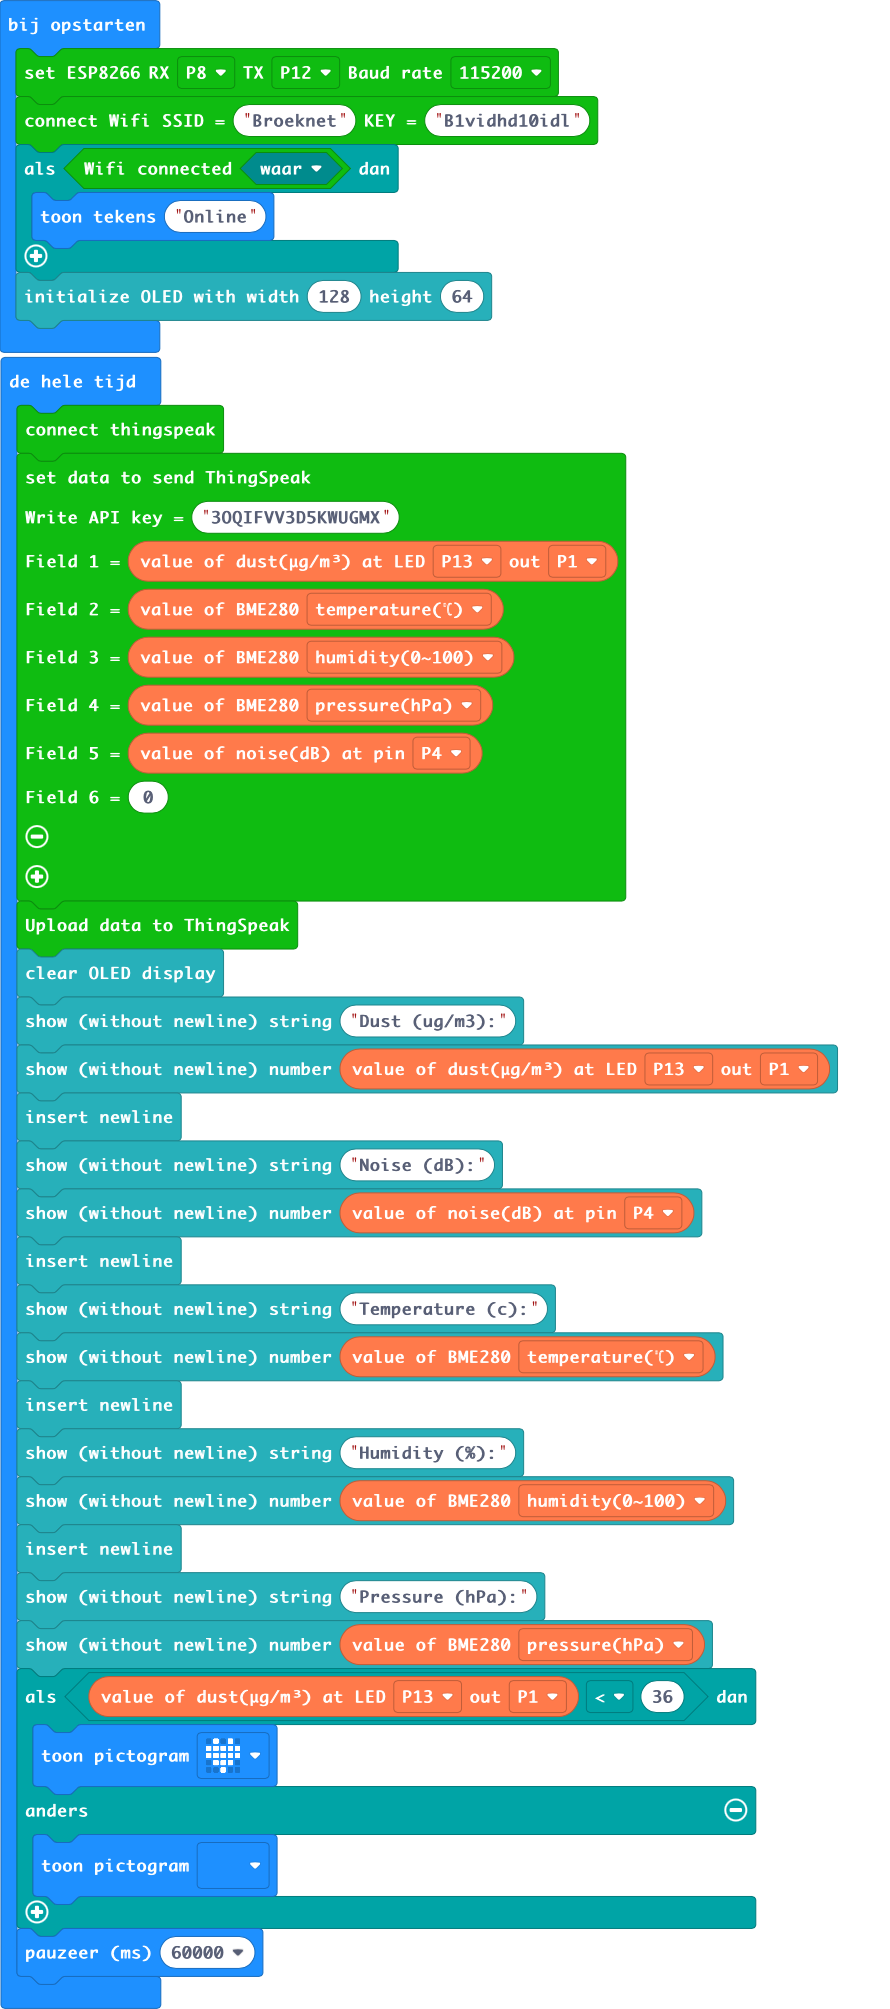 bij opstarten
set ESP8266 RX P8 TX P12 Baud rate 115200
connect Wifi SSID = "Broeknet" KEY = "B1vidhd10idl"
als Wifi connected waar dan
toon tekens "Online"
initialize OLED with width 128 height 64
de hele tijd
connect thingspeak
set data to send ThingSpeak
Write API key = "3OQIFVV3D5KWUGMX"
Field 1 = value of dust(μg/m³) at LED P13 out P1
Field 2 = value of BME280 temperature(℃)
Field 3 = value of BME280 humidity(0~100)
Field 4 = value of BME280 pressure(hPa)
Field 5 = value of noise(dB) at pin P4
Field 6 = 0
Upload data to ThingSpeak
clear OLED display
show (without newline) string "Dust (ug/m3):"
show (without newline) number value of dust(μg/m³) at LED P13 out P1
insert newline
show (without newline) string "Noise (dB):"
show (without newline) number value of noise(dB) at pin P4
insert newline
show (without newline) string "Temperature (c):"
show (without newline) number value of BME280 temperature(℃)
insert newline
show (without newline) string "Humidity (%):"
show (without newline) number value of BME280 humidity(0~100)
insert newline
show (without newline) string "Pressure (hPa):"
show (without newline) number value of BME280 pressure(hPa)
als value of dust(μg/m³) at LED P13 out P1 < 36 dan
toon pictogram
anders
toon pictogram
pauzeer (ms) 60000